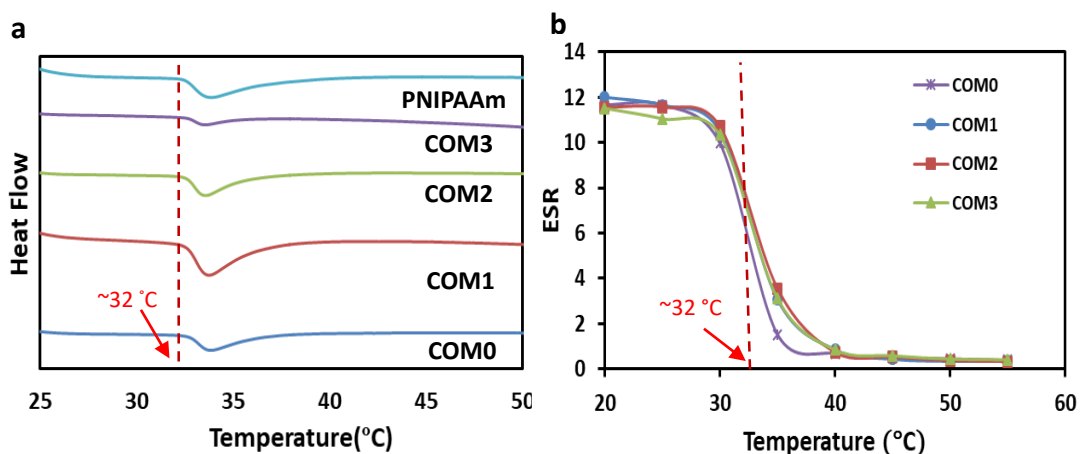 a
Heat Flow
PNIPAAm
COM3
COM2
COM1
COM0
~32 °C
25 30 35 40 45 50
Temperature(°C)
b
ESR
14
12
10
8
6
4
2
0
COM0
COM1
COM2
COM3
~32 °C
20 30 40 50 60
Temperature (°C)